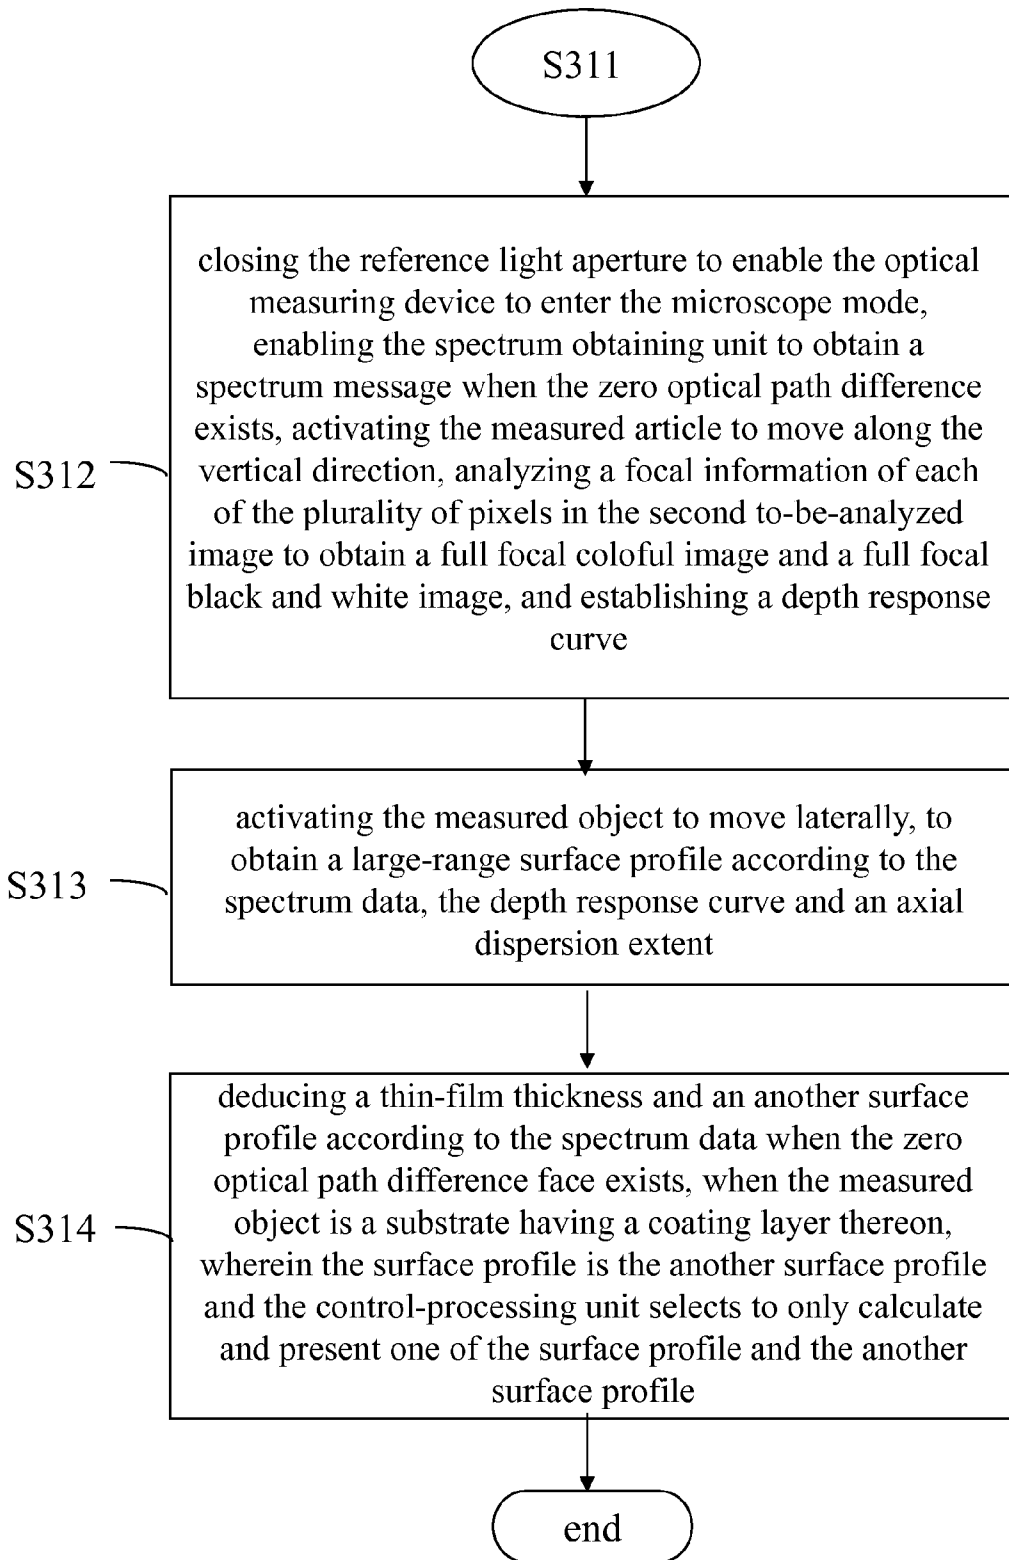 S311
closing the reference light aperture to enable the optical
measuring device to enter the microscope mode,
enabling the spectrum obtaining unit to obtain a
spectrum message when the zero optical path difference
exists, activating the measured article to move along the
vertical direction, analyzing a focal information of each
of the plurality of pixels in the second to-be-analyzed
image to obtain a full focal coloful image and a full focal
black and white image, and establishing a depth response
curve
S312
activating the measured object to move laterally, to
obtain a large-range surface profile according to the
spectrum data, the depth response curve and an axial
dispersion extent
S313
deducing a thin-film thickness and an another surface
profile according to the spectrum data when the zero
optical path difference face exists, when the measured
object is a substrate having a coating layer thereon,
wherein the surface profile is the another surface profile
and the control-processing unit selects to only calculate
and present one of the surface profile and the another
surface profile
S314
end